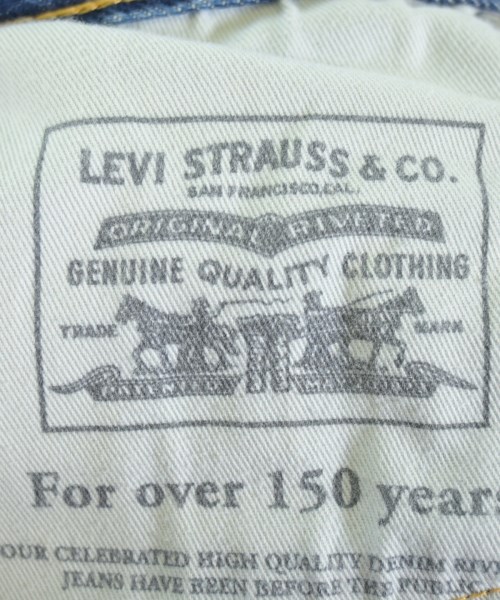 LEVI STRAUSS & CO.
SAN FRANCISCO, CAL.
ORIGINAL RIVETED
GENUINE QUALITY CLOTHING
TRADE MARK
For over 150 years
OUR CELEBRATED HIGH QUALITY DENIM RIV
JEANS HAVE BEEN BEFORE THE PUBLIC